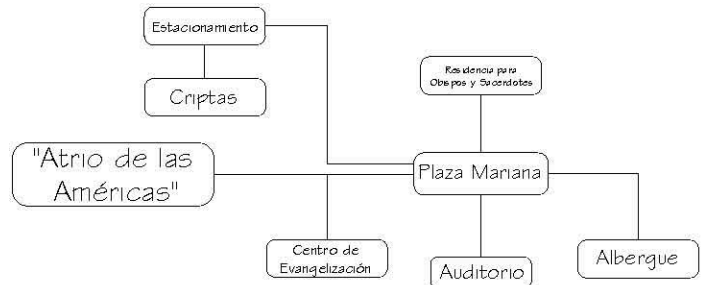 Estacionamiento
Residencia para
Obispos y Sacerdotes
Criptas
"Atrio de las
Américas"
Plaza Mariana
Centro de
Evangelización
Auditorio
Albergue